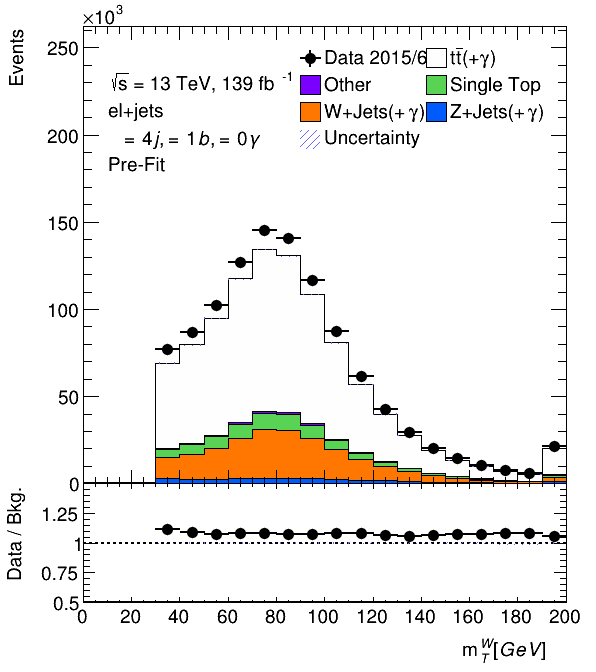 ×10³
Events
250
200
150
100
50
0
√s = 13 TeV, 139 fb⁻¹
el+jets
= 4j, = 1b, = 0γ
Pre-Fit
Data 2015/6
tt̄(+γ)
Other
Single Top
W+Jets(+γ)
Z+Jets(+γ)
Uncertainty
Data / Bkg.
1.25
1
0.75
0.5
0 20 40 60 80 100 120 140 160 180 200
m_T^W[GeV]